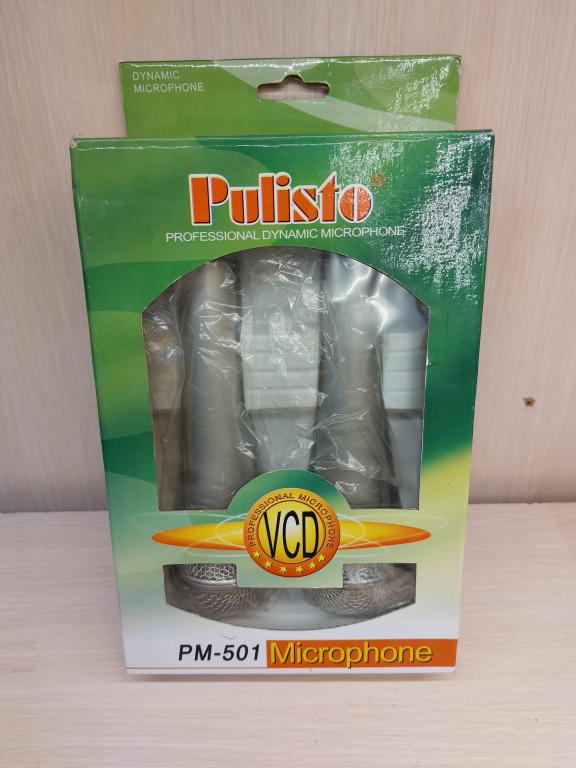 DYNAMIC
MICROPHONE
Pulisto®
PROFESSIONAL DYNAMIC MICROPHONE
PROFESSIONAL MICROPHONE
VCD
PM-501 Microphone